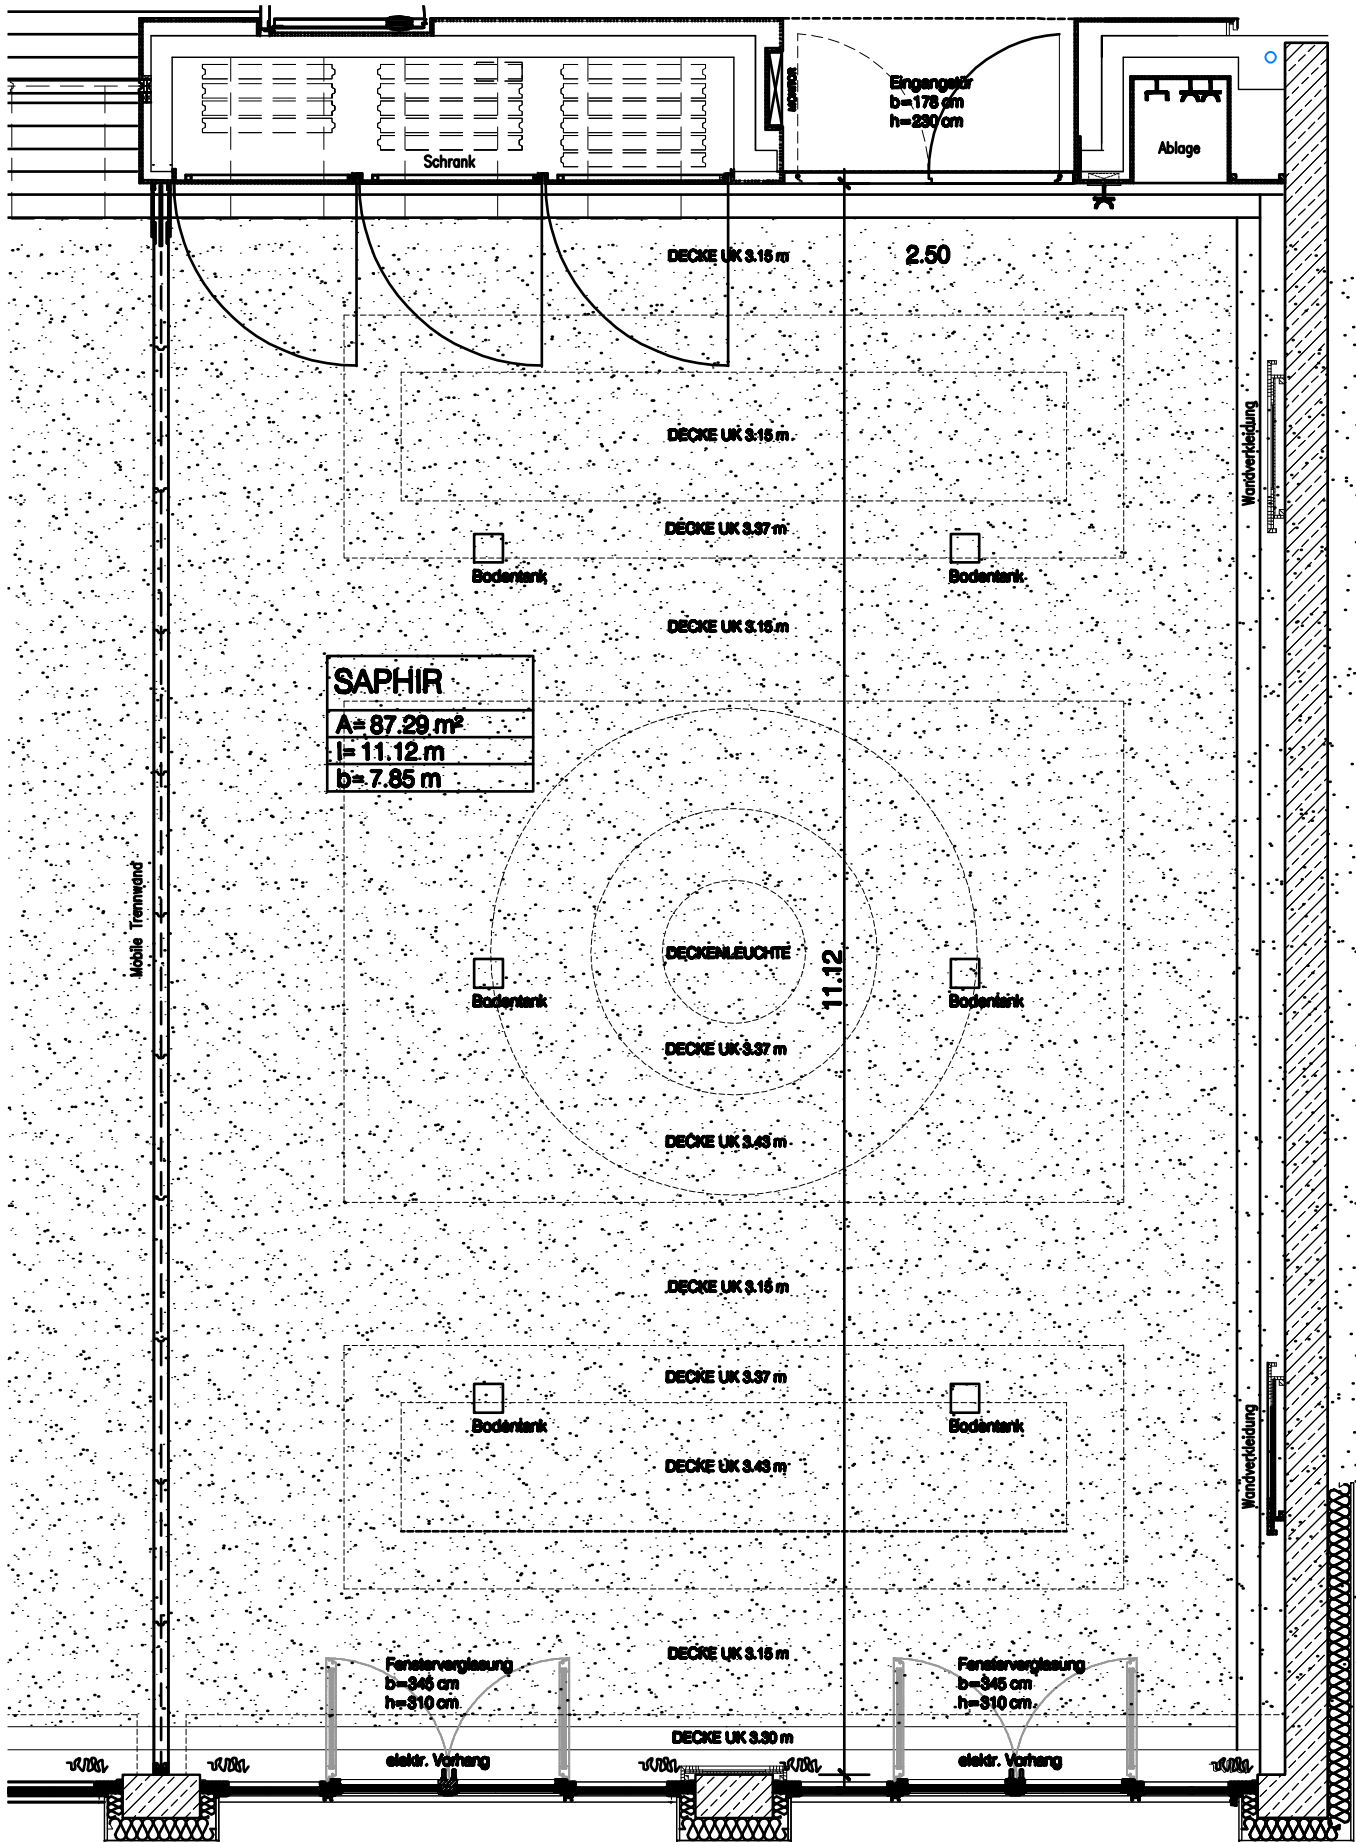 MONITOR
Eingangstür
b=178 cm
h=230 cm
Schrank
Ablage
DECKE UK 3.15 m
2.50
DECKE UK 3.15 m
Wandverkleidung
DECKE UK 3.37 m
Bodentank
Bodentank
DECKE UK 3.15 m
SAPHIR
A= 87.29 m²
l= 11.12 m
b= 7.85 m
Mobile Trennwand
DECKENLEUCHTE
11.12
Bodentank
Bodentank
DECKE UK 3.37 m
DECKE UK 3.43 m
DECKE UK 3.15 m
DECKE UK 3.37 m
Bodentank
Bodentank
Wandverkleidung
DECKE UK 3.43 m
DECKE UK 3.15 m
Fensterverglasung
b=345 cm
h=310 cm
Fensterverglasung
b=345 cm
h=310 cm
DECKE UK 3.30 m
elektr. Vorhang
elektr. Vorhang